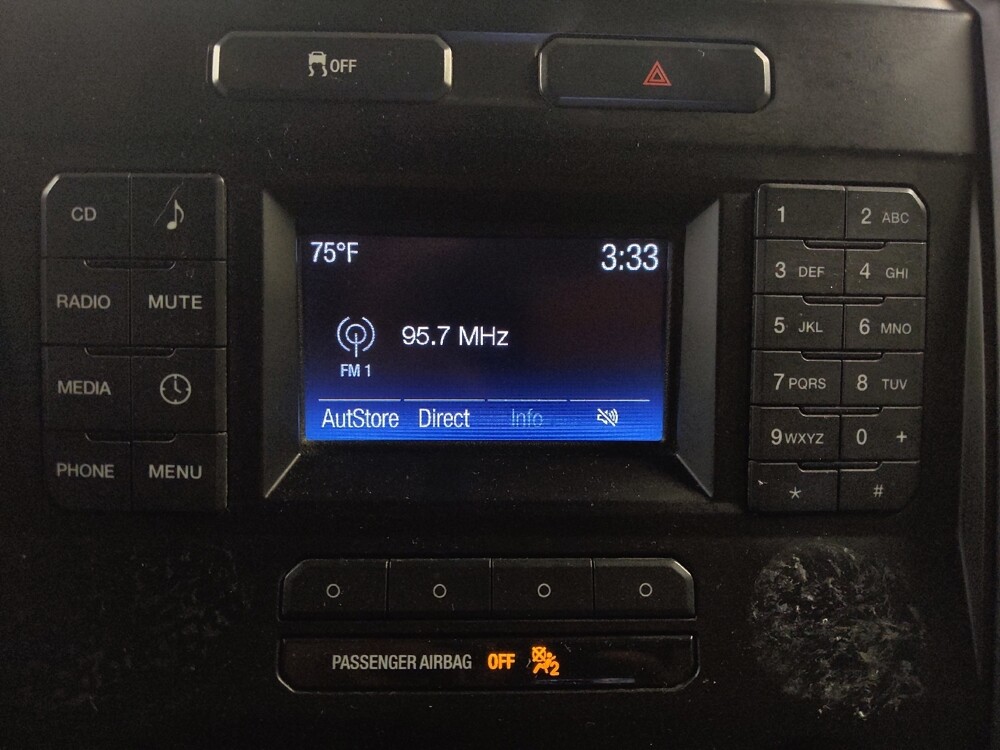 OFF
CD
RADIO MUTE
MEDIA
PHONE MENU
75°F 3:33
95.7 MHz
FM 1
AutStore Direct Info
1 2 ABC
3 DEF 4 GHI
5 JKL 6 MNO
7 PQRS 8 TUV
9 WXYZ 0 +
* #
PASSENGER AIRBAG OFF 2